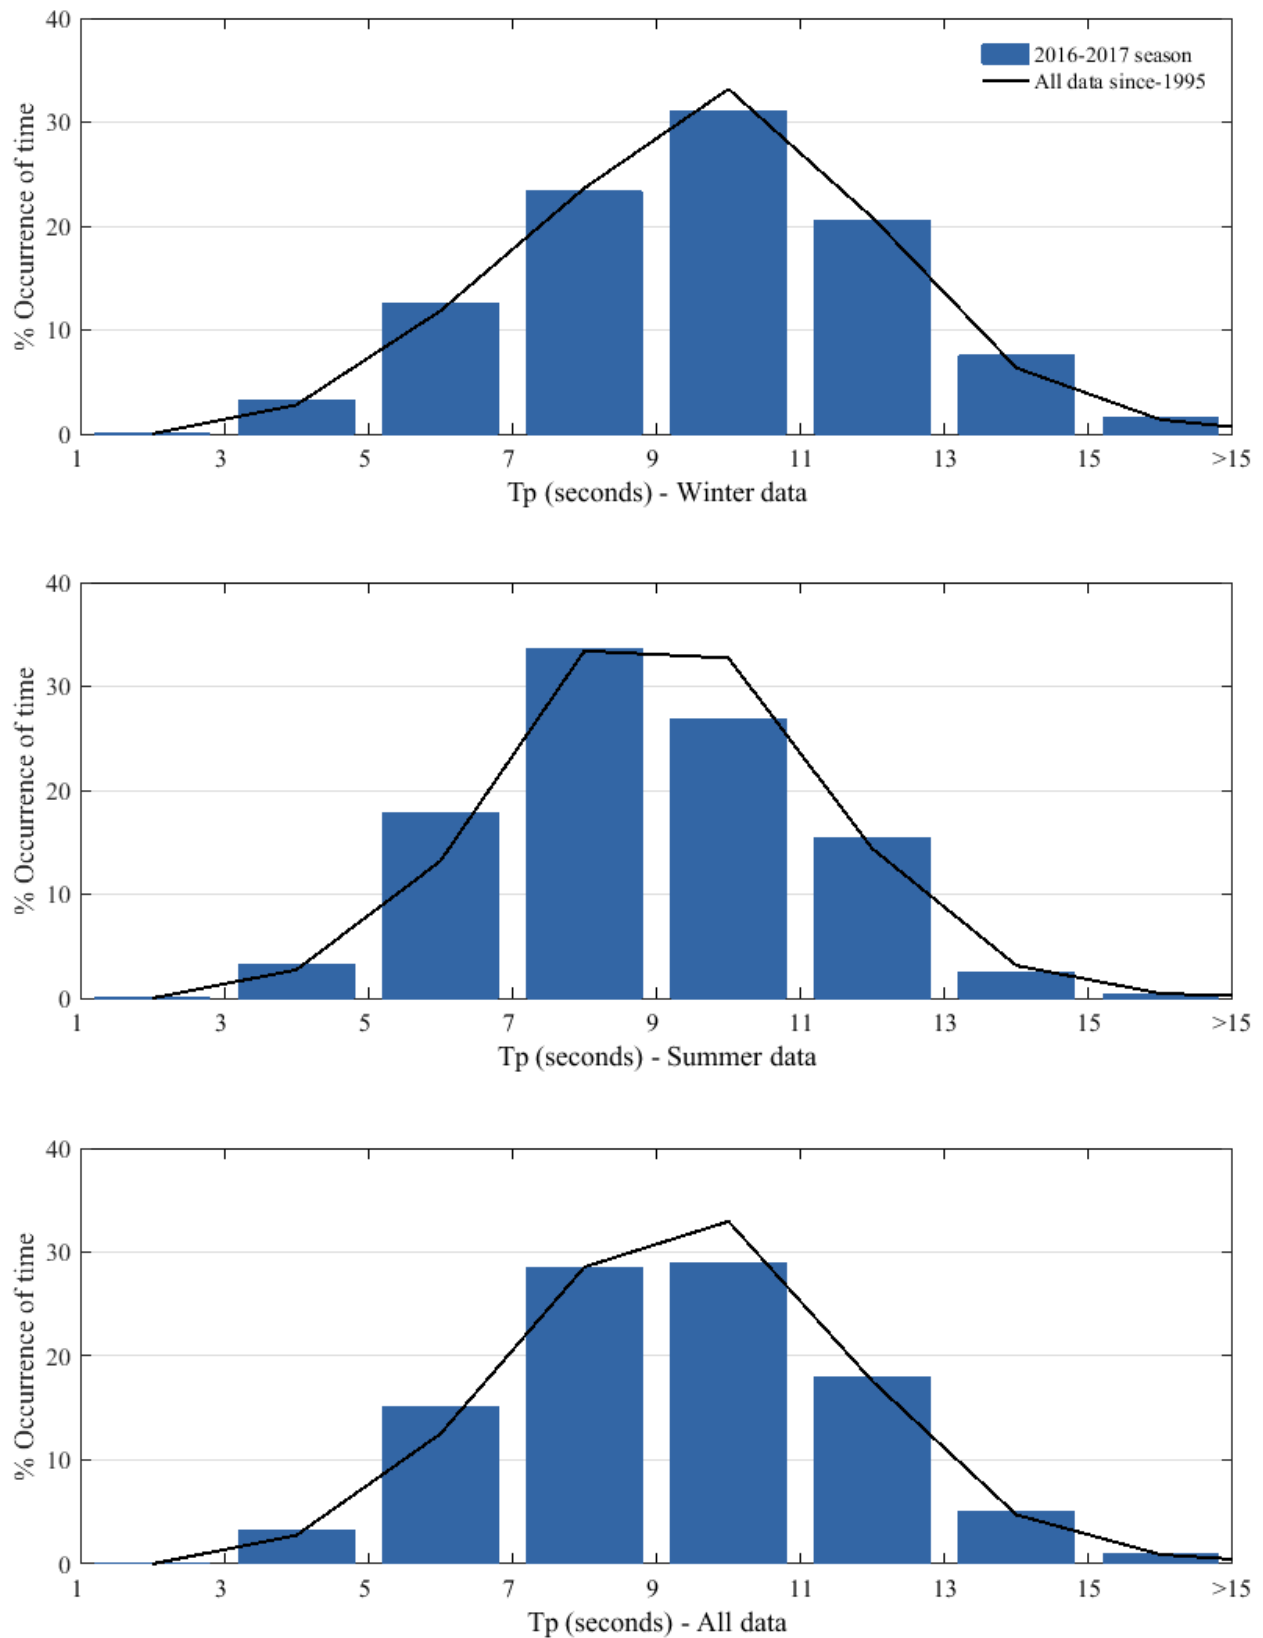 40
2016-2017 season
All data since-1995
30
20
10
0
% Occurrence of time
1 3 5 7 9 11 13 15 >15
Tp (seconds) - Winter data
40
30
20
10
0
% Occurrence of time
1 3 5 7 9 11 13 15 >15
Tp (seconds) - Summer data
40
30
20
10
0
% Occurrence of time
1 3 5 7 9 11 13 15 >15
Tp (seconds) - All data